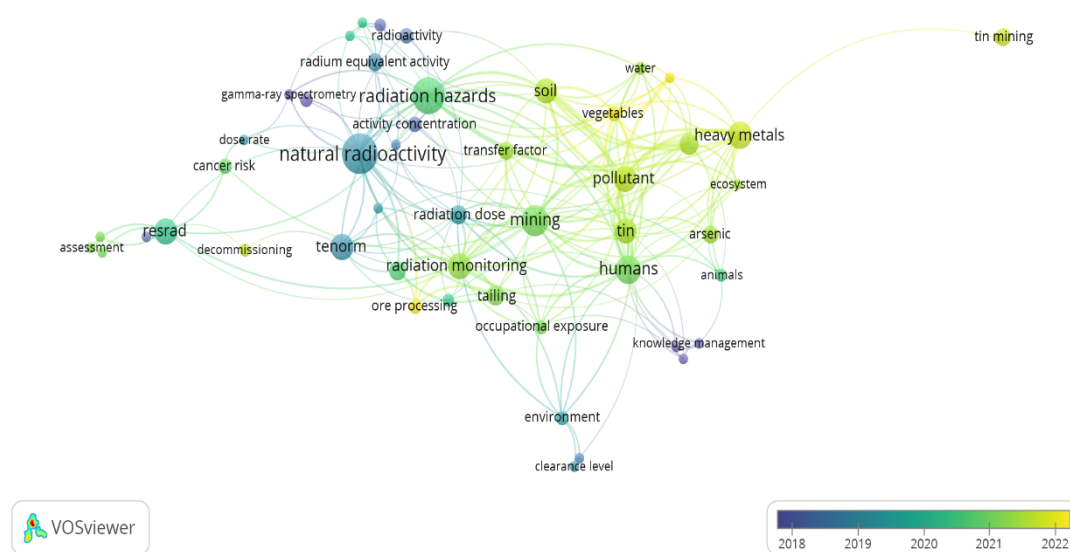 radioactivity
tin mining
radium equivalent activity
water
gamma-ray spectrometry
radiation hazards
soil
vegetables
activity concentration
heavy metals
dose rate
natural radioactivity
transfer factor
cancer risk
pollutant
ecosystem
radiation dose
mining
resrad
tin
arsenic
assessment
decommissioning
tenorm
radiation monitoring
humans
animals
ore processing
tailing
occupational exposure
knowledge management
environment
clearance level
VOSviewer
2018 2019 2020 2021 2022